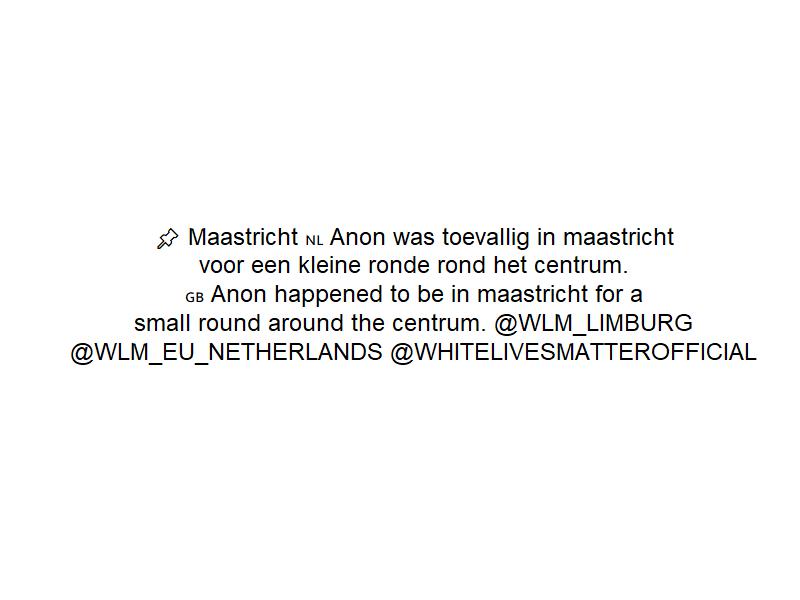 📌 Maastricht NL Anon was toevallig in maastricht
voor een kleine ronde rond het centrum.
GB Anon happened to be in maastricht for a
small round around the centrum. @WLM_LIMBURG
@WLM_EU_NETHERLANDS @WHITELIVESMATTEROFFICIAL